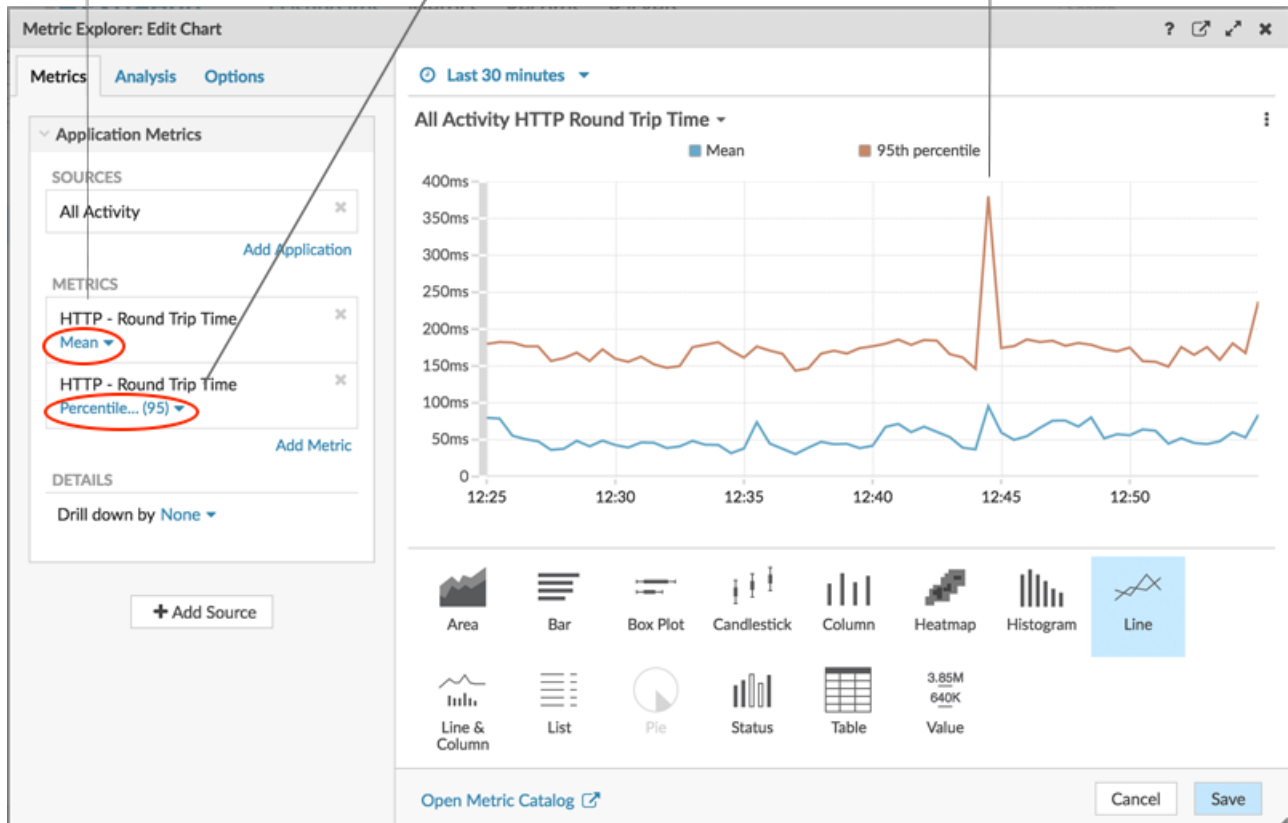 Metric Explorer: Edit Chart ?
Metrics Analysis Options
Last 30 minutes
Application Metrics
SOURCES
All Activity
Add Application
METRICS
HTTP - Round Trip Time
Mean
HTTP - Round Trip Time
Percentile... (95)
Add Metric
DETAILS
Drill down by None
+ Add Source
All Activity HTTP Round Trip Time
Mean 95th percentile
400ms
350ms
300ms
250ms
200ms
150ms
100ms
50ms
0
12:25 12:30 12:35 12:40 12:45 12:50
Area Bar Box Plot Candlestick Column Heatmap Histogram Line
3.85M
640K
Line & Column List Pie Status Table Value
Open Metric Catalog
Cancel Save